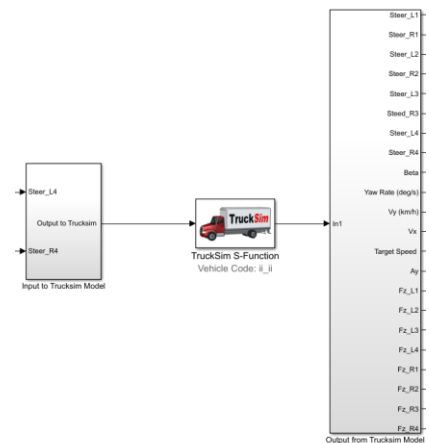 Steer_L1
Steer_R1
Steer_L2
Steer_R2
Steer_L3
Steed_R3
Steer_L4
Steer_R4
Beta
Yaw Rate (deg/s)
Vy (km/h)
Vx
Target Speed
Ay
Fz_L1
Fz_L2
Fz_L3
Fz_L4
Fz_R1
Fz_R2
Fz_R3
Fz_R4
In1
Output from Trucksim Model
Steer_L4
Output to Trucksim
Steer_R4
Input to Trucksim Model
TruckSim
TruckSim S-Function
Vehicle Code: ii_ii